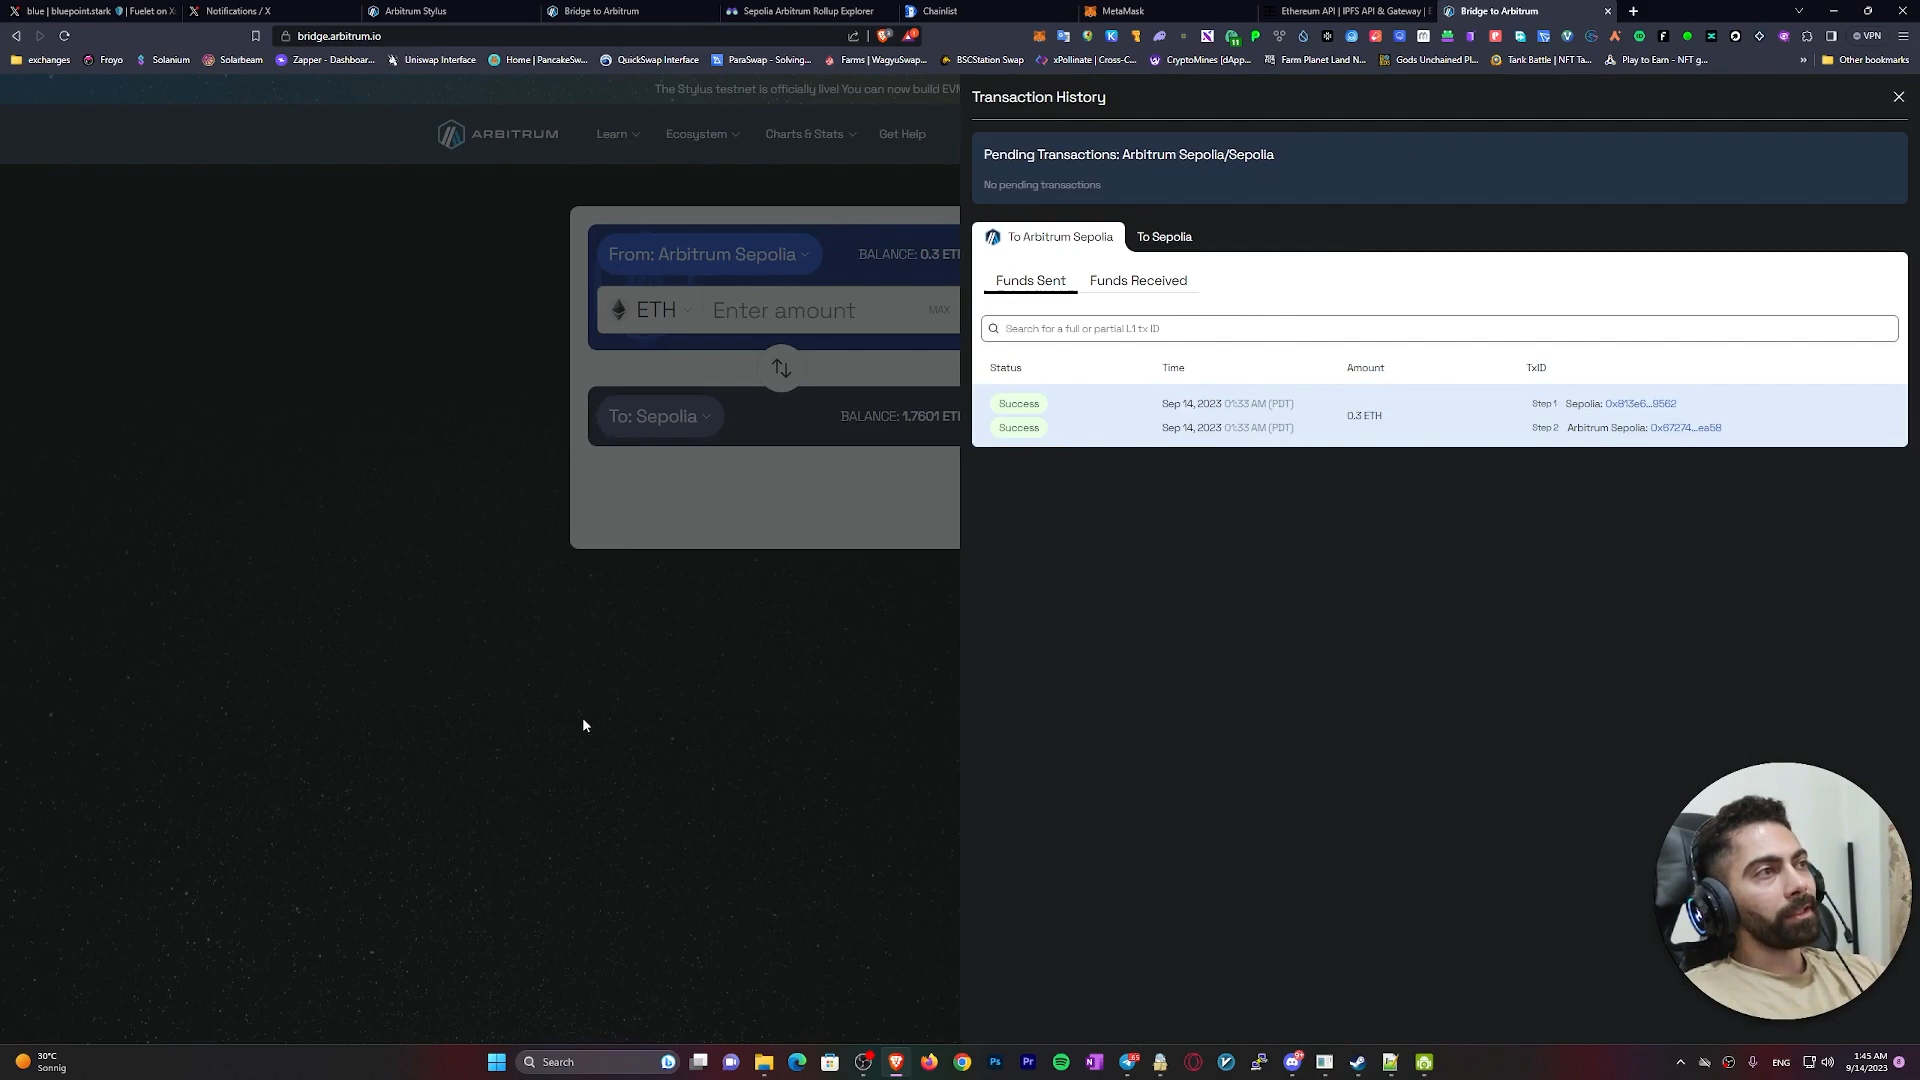 blue | bluepoint.stark 🛡️ | Fuelet on X:
Notifications / X
Arbitrum Stylus
Bridge to Arbitrum
Sepolia Arbitrum Rollup Explorer
Chainlist
MetaMask
Ethereum API | IPFS API & Gateway | E
Bridge to Arbitrum
bridge.arbitrum.io
VPN
exchanges
Froyo
Solanium
Solarbeam
Zapper - Dashboar...
Uniswap Interface
Home | PancakeSw...
QuickSwap Interface
ParaSwap - Solving...
Farms | WagyuSwap...
BSCStation Swap
xPollinate | Cross-C...
CryptoMines [dApp...
Farm Planet Land N...
Gods Unchained Pl...
Tank Battle | NFT Ta...
Play to Earn - NFT g...
»
Other bookmarks
The Stylus testnet is officially live! You can now build EVM
ARBITRUM
Learn
Ecosystem
Charts & Stats
Get Help
From: Arbitrum Sepolia
BALANCE: 0.3 ET
ETH
Enter amount
MAX
To: Sepolia
BALANCE: 1.7601 ET
Transaction History
Pending Transactions: Arbitrum Sepolia/Sepolia
No pending transactions
To Arbitrum Sepolia
To Sepolia
Funds Sent
Funds Received
Search for a full or partial L1 tx ID
Status
Time
Amount
TxID
Success
Sep 14, 2023 01:33 AM (PDT)
0.3 ETH
Step 1 Sepolia: 0x813e6...9562
Success
Sep 14, 2023 01:33 AM (PDT)
Step 2 Arbitrum Sepolia: 0x67274...ea58
30°C
Sonnig
Search
ENG
1:45 AM
9/14/2023
8